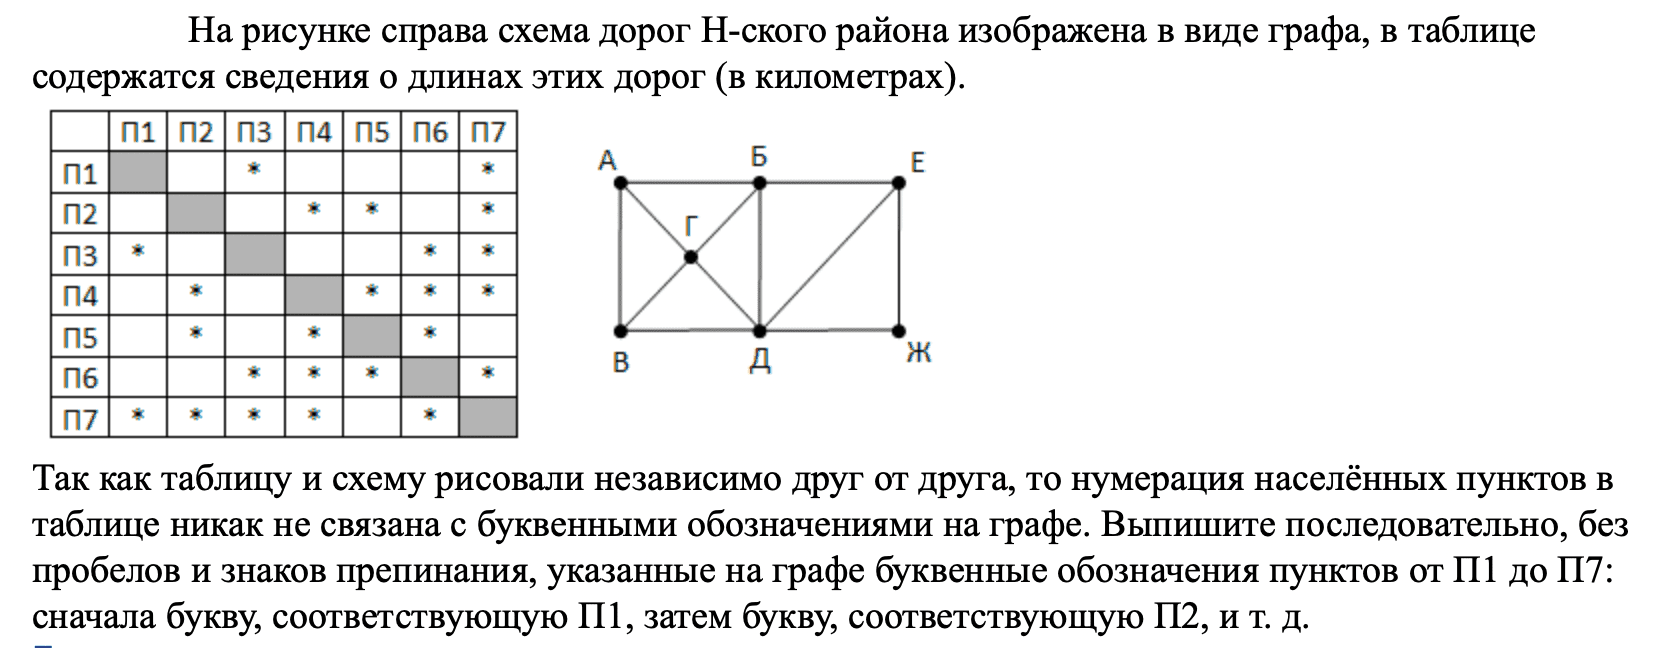 На рисунке справа схема дорог Н-ского района изображена в виде графа, в таблице
содержатся сведения о длинах этих дорог (в километрах).
П1 П2 П3 П4 П5 П6 П7
П1 * *
П2 * * *
П3 * * *
П4 * * * *
П5 * * *
П6 * * * *
П7 * * * * *
А Б Е
Г
В Д Ж
Так как таблицу и схему рисовали независимо друг от друга, то нумерация населённых пунктов в
таблице никак не связана с буквенными обозначениями на графе. Выпишите последовательно, без
пробелов и знаков препинания, указанные на графе буквенные обозначения пунктов от П1 до П7:
сначала букву, соответствующую П1, затем букву, соответствующую П2, и т. д.